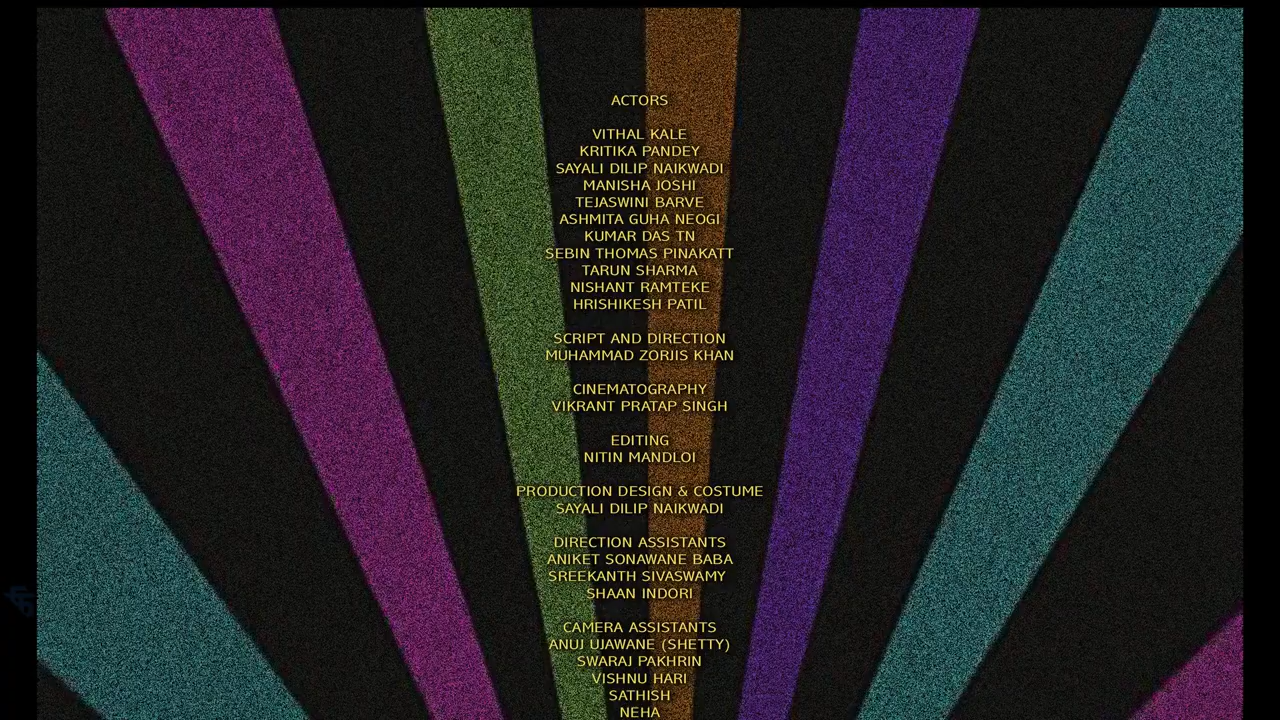 ACTORS
VITHAL KALE
KRITIKA PANDEY
SAYALI DILIP NAIKWADI
MANISHA JOSHI
TEJASWINI BARVE
ASHMITA GUHA NEOGI
KUMAR DAS TN
SEBIN THOMAS PINAKATT
TARUN SHARMA
NISHANT RAMTEKE
HRISHIKESH PATIL
SCRIPT AND DIRECTION
MUHAMMAD ZORJIS KHAN
CINEMATOGRAPHY
VIKRANT PRATAP SINGH
EDITING
NITIN MANDLOI
PRODUCTION DESIGN & COSTUME
SAYALI DILIP NAIKWADI
DIRECTION ASSISTANTS
ANIKET SONAWANE BABA
SREEKANTH SIVASWAMY
SHAAN INDORI
CAMERA ASSISTANTS
ANUJ UJAWANE (SHETTY)
SWARAJ PAKHRIN
VISHNU HARI
SATHISH
NEHA